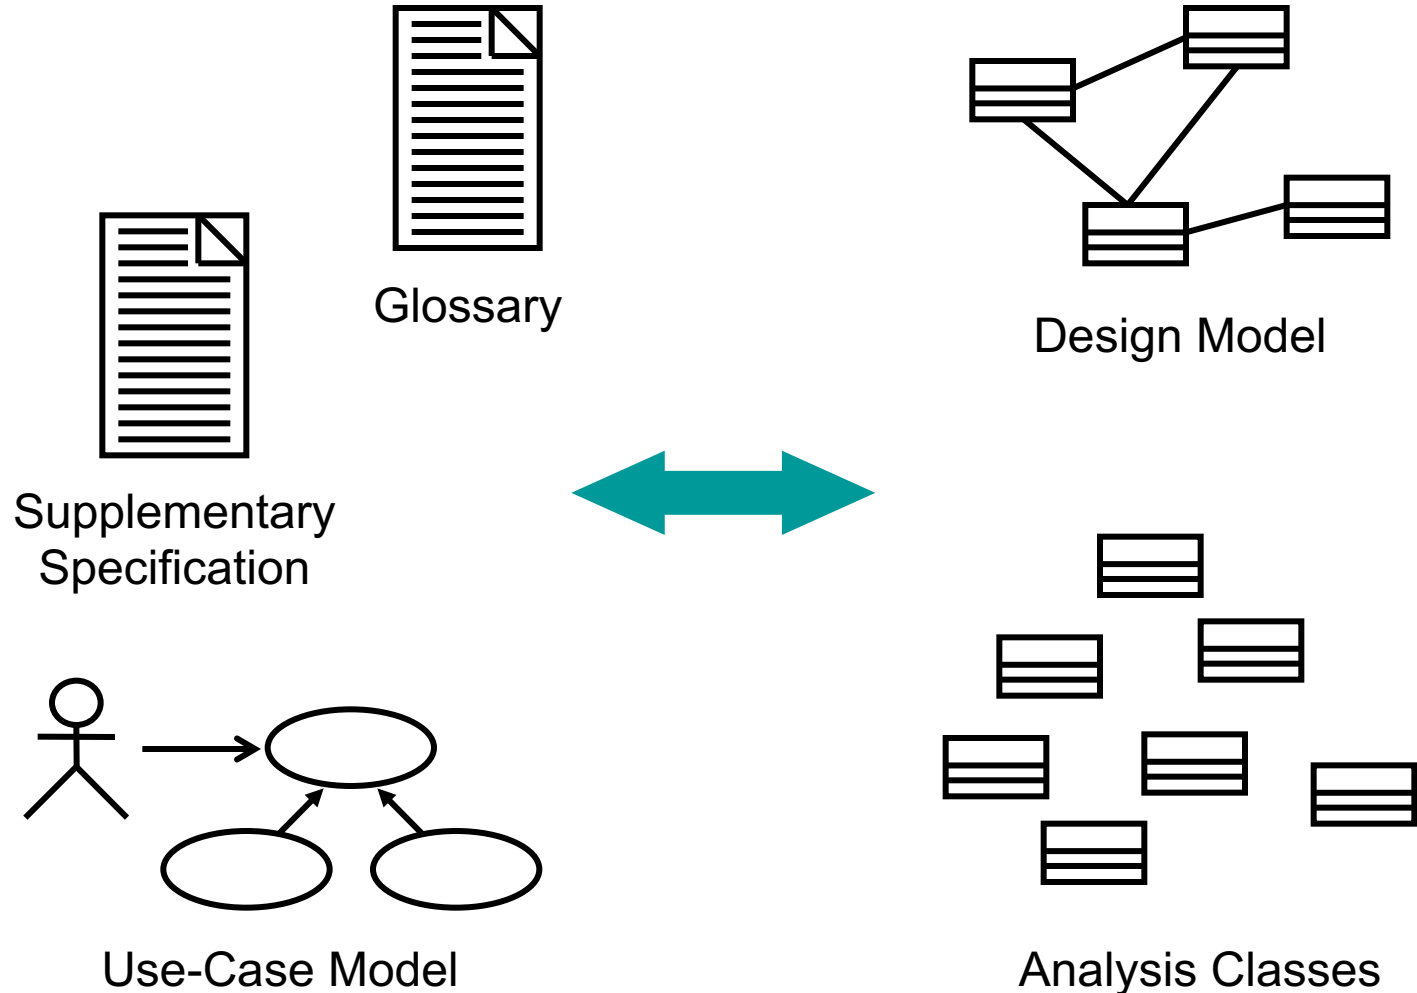 Glossary
Design Model
Supplementary
Specification
Use-Case Model
Analysis Classes